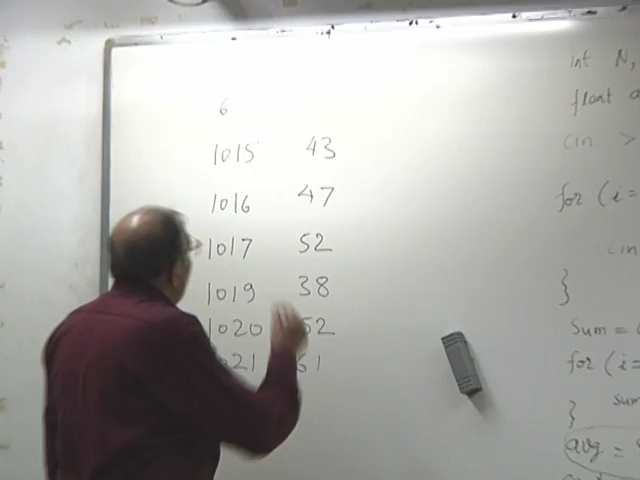 6
1015 43
1016 47
1017 52
1019 38
1020 52
1021 61
int N,
float a
cin >
for (i=
cin
}
Sum =
for (i=
sum
}
avg =